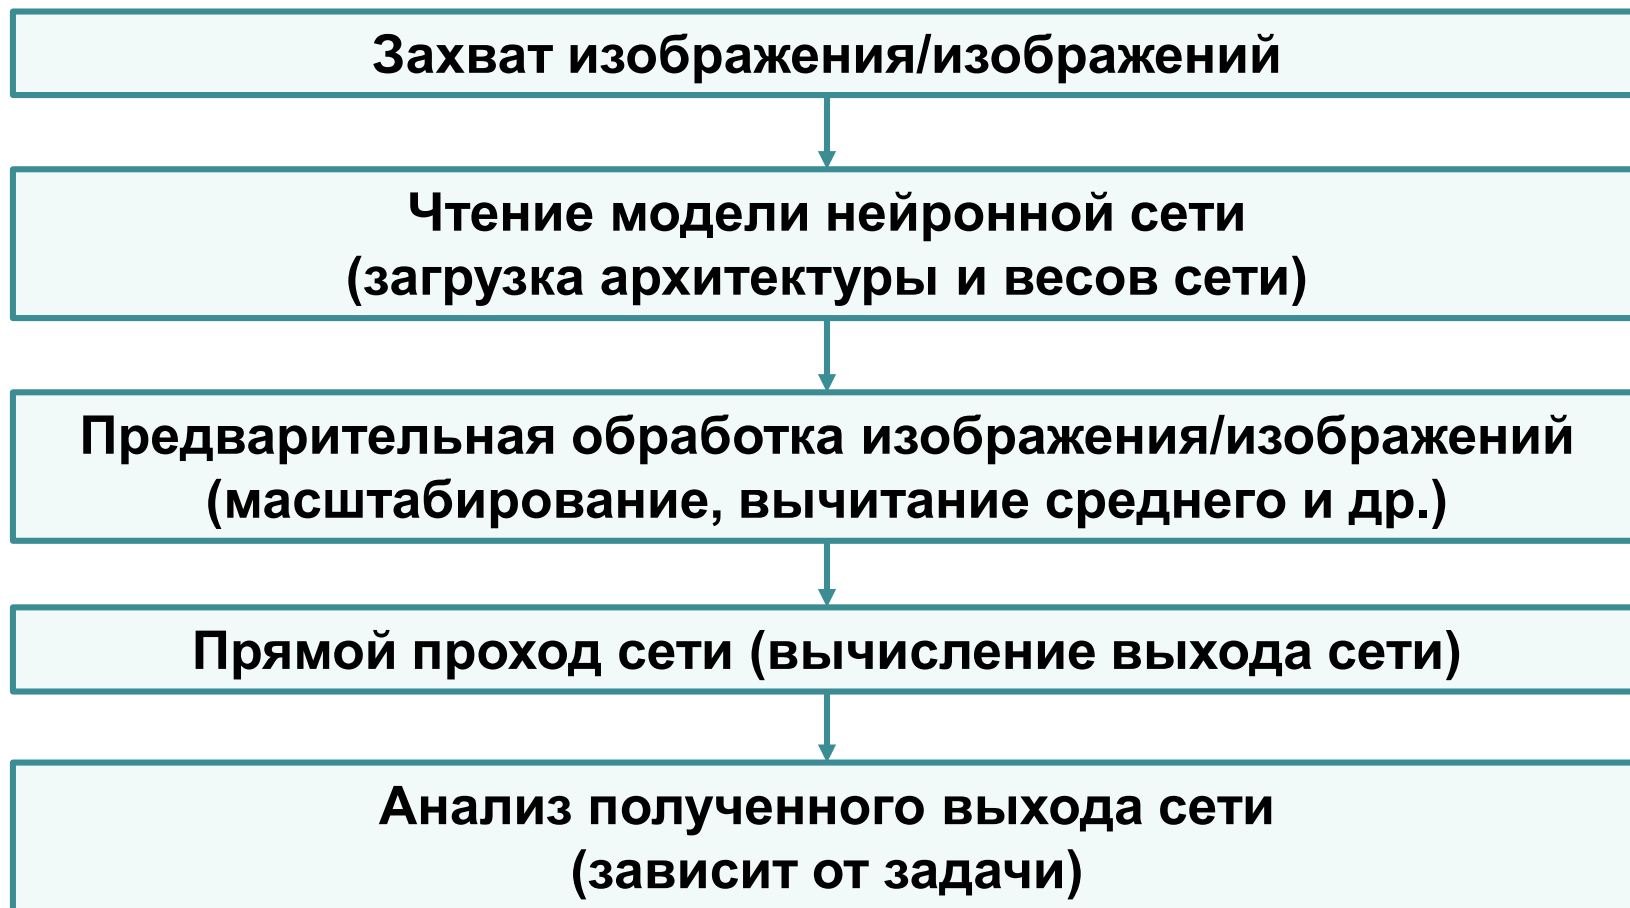 Захват изображения/изображений
Чтение модели нейронной сети
(загрузка архитектуры и весов сети)
Предварительная обработка изображения/изображений
(масштабирование, вычитание среднего и др.)
Прямой проход сети (вычисление выхода сети)
Анализ полученного выхода сети
(зависит от задачи)